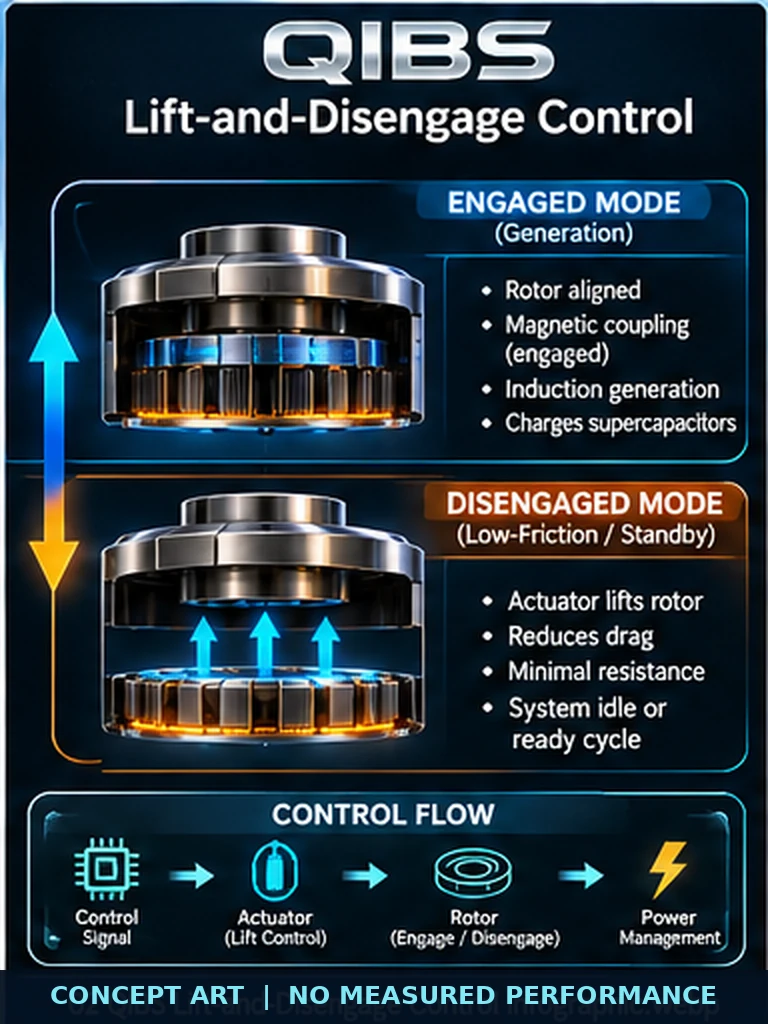 QIBS
Lift-and-Disengage Control
ENGAGED MODE
(Generation)
• Rotor aligned
• Magnetic coupling
(engaged)
• Induction generation
• Charges supercapacitors
DISENGAGED MODE
(Low-Friction / Standby)
• Actuator lifts rotor
• Reduces drag
• Minimal resistance
• System idle or
ready cycle
CONTROL FLOW
Control
Signal
Actuator
(Lift Control)
Rotor
(Engage / Disengage)
Power
Management
CONCEPT ART | NO MEASURED PERFORMANCE